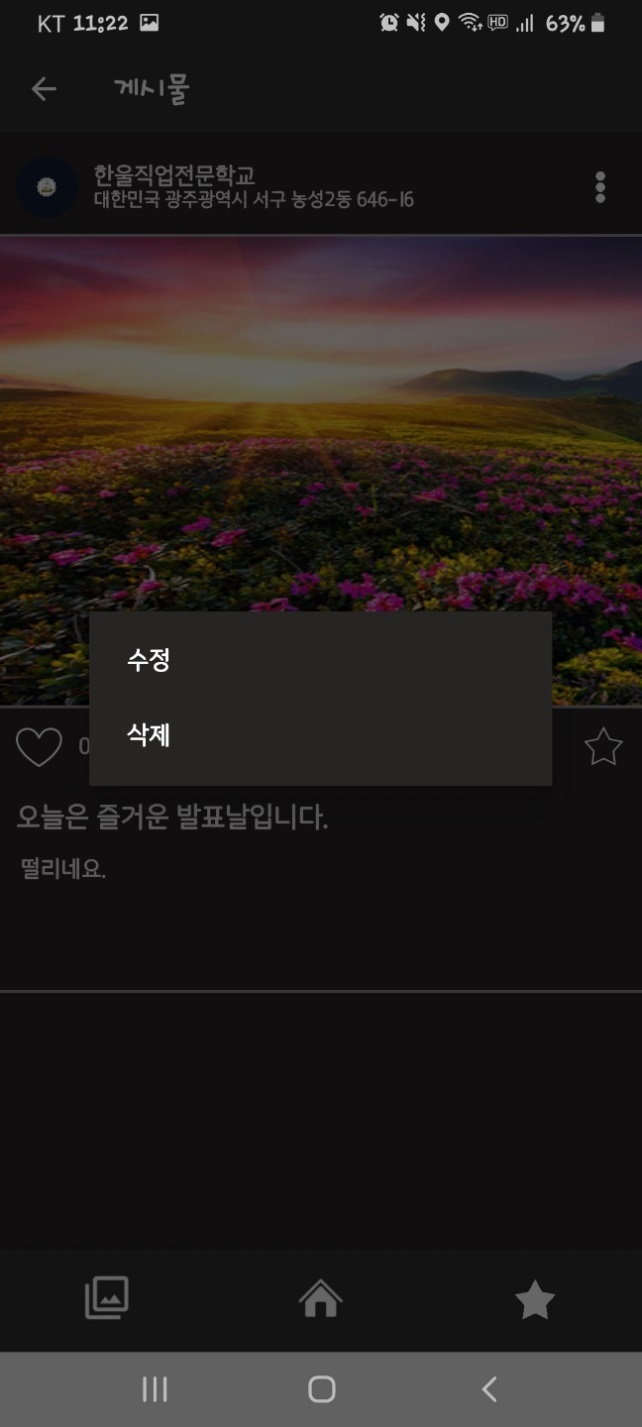 KT 11:22 HD 63%
게시물
한울직업전문학교
대한민국 광주광역시 서구 농성2동 646-16
수정
삭제
0
오늘은 즐거운 발표날입니다.
떨리네요.